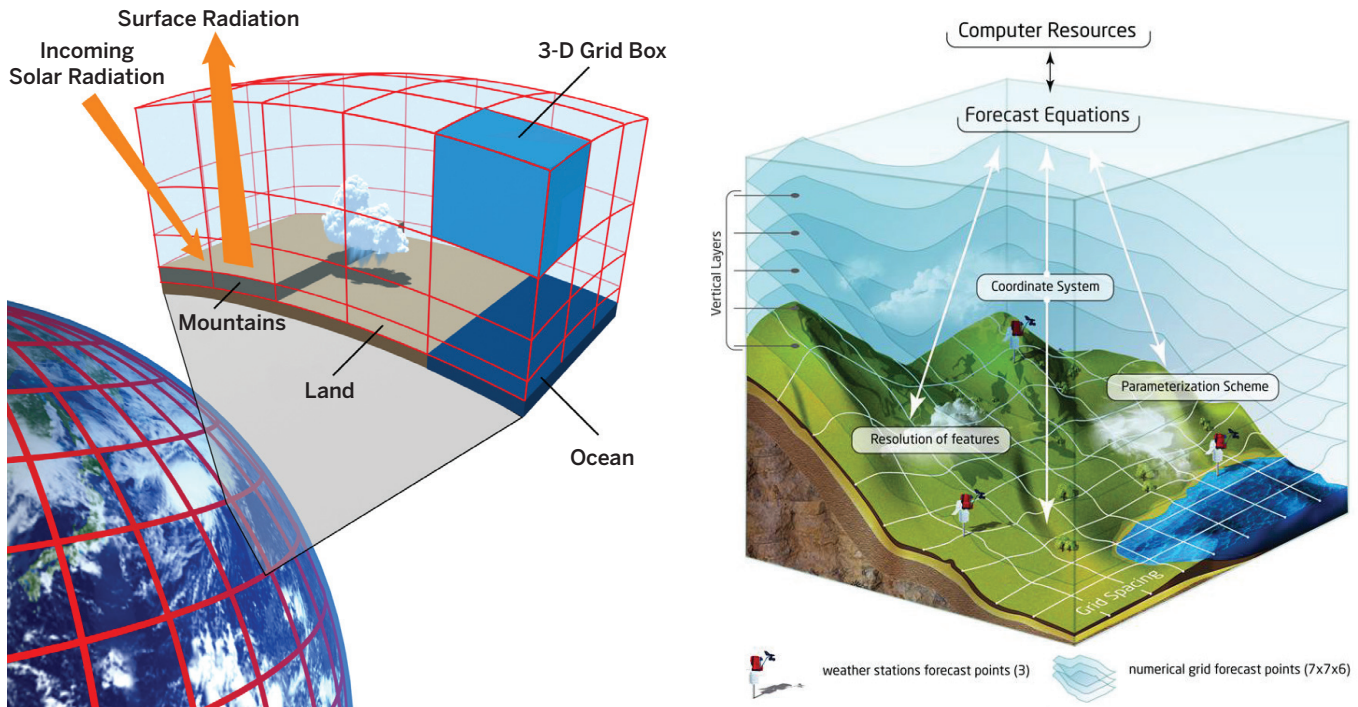 Surface Radiation
Incoming
Solar Radiation
3-D Grid Box
Mountains
Land
Ocean
Computer Resources
Forecast Equations
Vertical Layers
Coordinate System
Parameterization Scheme
Resolution of features
Grid Spacing
weather stations forecast points (3)
numerical grid forecast points (7x7x6)